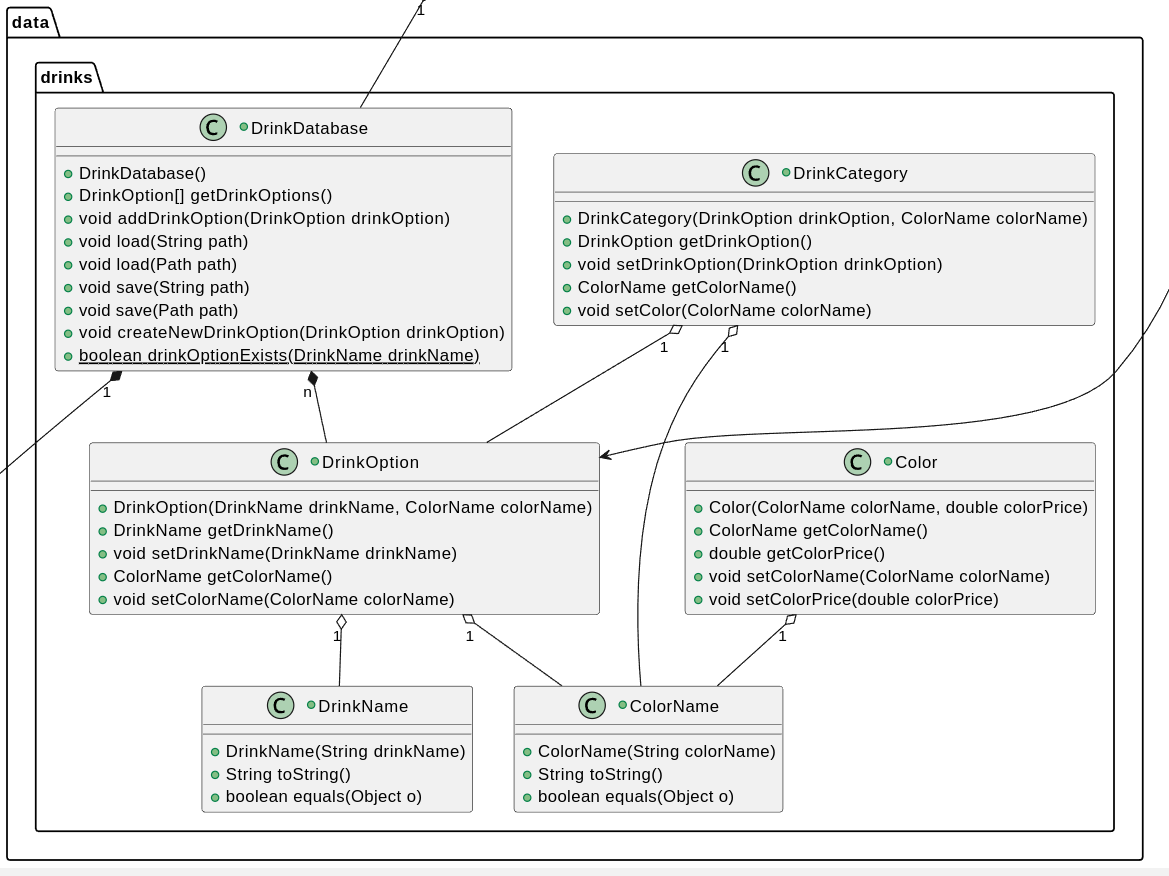 1
data
drinks
C DrinkDatabase
DrinkDatabase()
DrinkOption[] getDrinkOptions()
void addDrinkOption(DrinkOption drinkOption)
void load(String path)
void load(Path path)
void save(String path)
void save(Path path)
void createNewDrinkOption(DrinkOption drinkOption)
boolean drinkOptionExists(DrinkName drinkName)
C DrinkCategory
DrinkCategory(DrinkOption drinkOption, ColorName colorName)
DrinkOption getDrinkOption()
void setDrinkOption(DrinkOption drinkOption)
ColorName getColorName()
void setColor(ColorName colorName)
1
1
1
n
C DrinkOption
DrinkOption(DrinkName drinkName, ColorName colorName)
DrinkName getDrinkName()
void setDrinkName(DrinkName drinkName)
ColorName getColorName()
void setColorName(ColorName colorName)
C Color
Color(ColorName colorName, double colorPrice)
ColorName getColorName()
double getColorPrice()
void setColorName(ColorName colorName)
void setColorPrice(double colorPrice)
1
1
1
C DrinkName
DrinkName(String drinkName)
String toString()
boolean equals(Object o)
C ColorName
ColorName(String colorName)
String toString()
boolean equals(Object o)